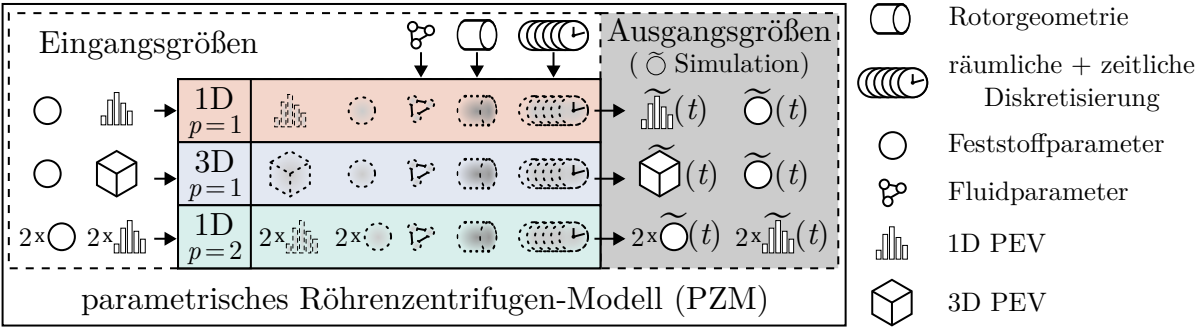 Eingangsgrößen
Ausgangsgrößen
( ~ Simulation)
1D
p=1
(t) (t)
3D
p=1
(t) (t)
2x 2x
1D
p=2
2x 2x
2x (t) 2x (t)
parametrisches Röhrenzentrifugen-Modell (PZM)
Rotorgeometrie
räumliche + zeitliche
Diskretisierung
Feststoffparameter
Fluidparameter
1D PEV
3D PEV